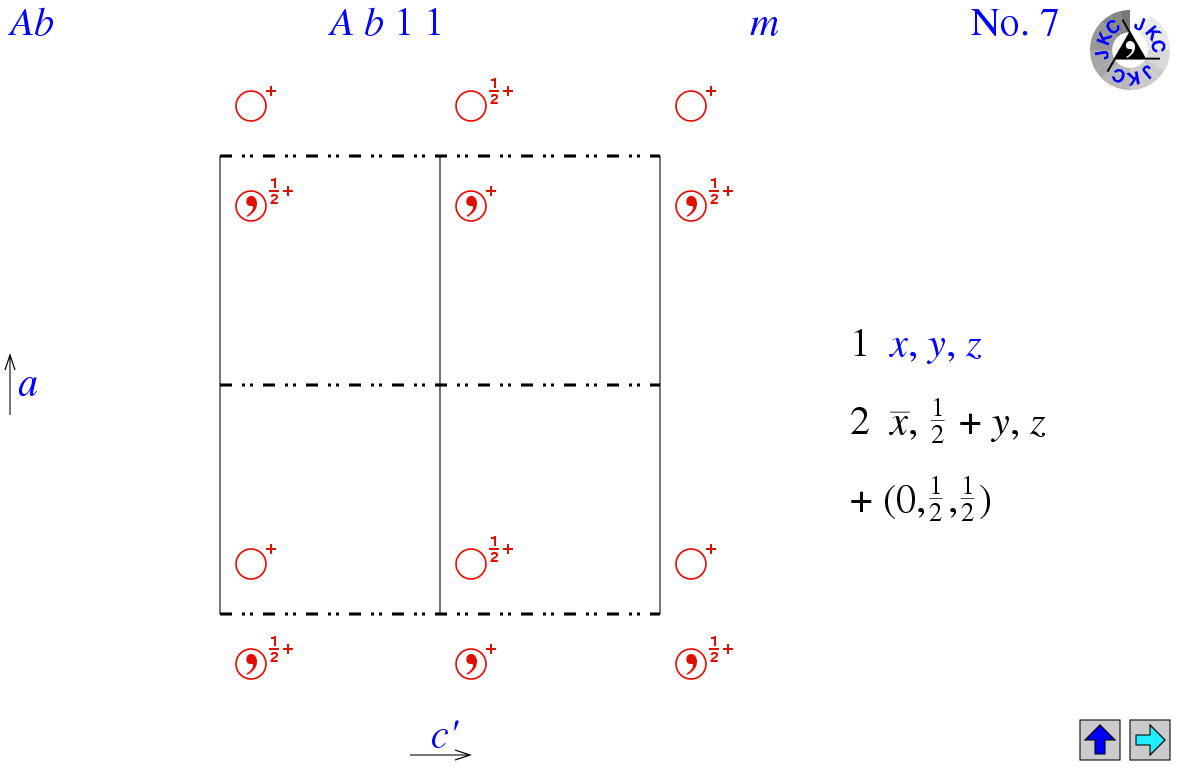 Ab A b 1 1 m No. 7
JKC JKC JKC
+ ½+ +
½+ + ½+
1 x, y, z
a
2 x̅, ½ + y, z
+ (0,½,½)
+ ½+ +
½+ + ½+
c′